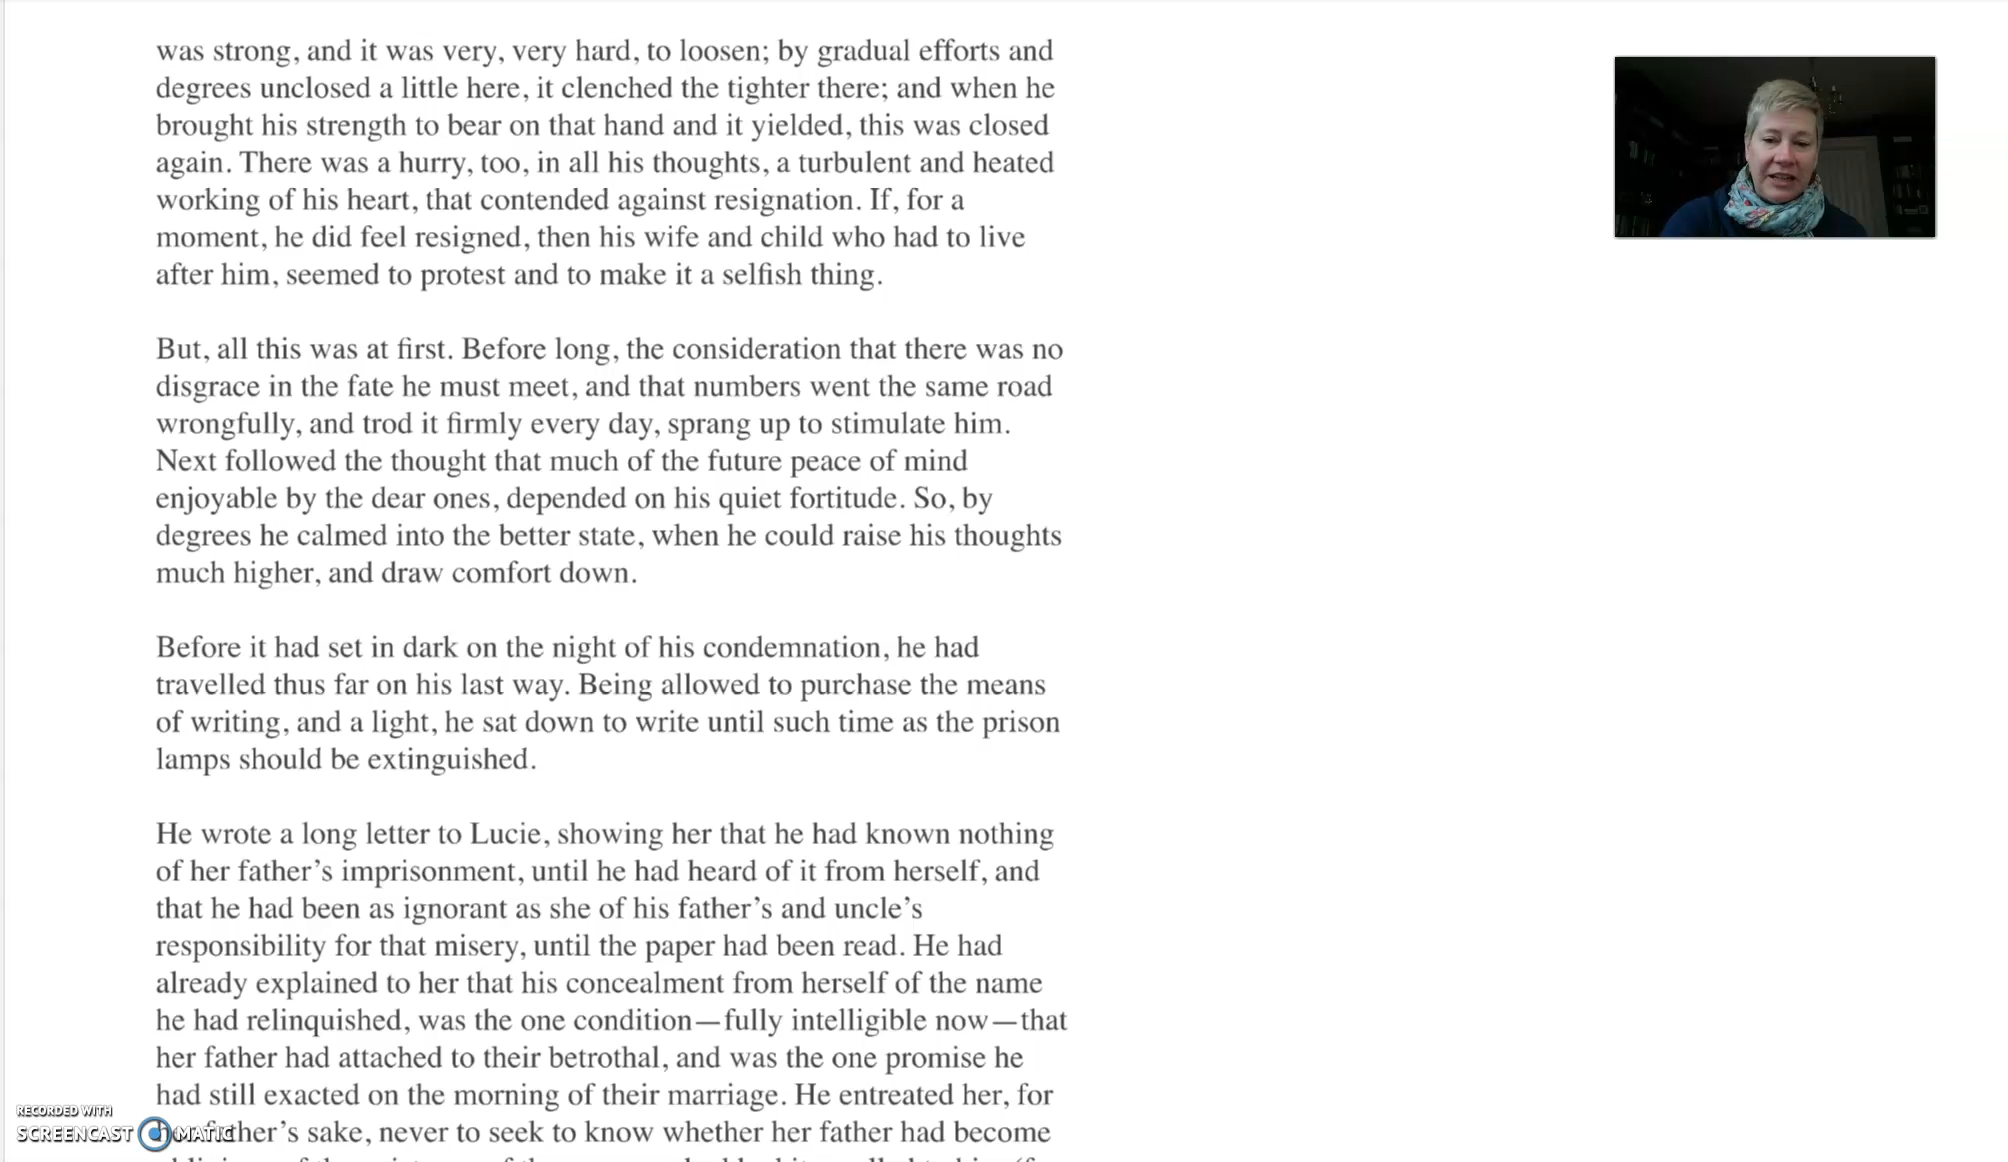 was strong, and it was very, very hard, to loosen; by gradual efforts and
degrees unclosed a little here, it clenched the tighter there; and when he
brought his strength to bear on that hand and it yielded, this was closed
again. There was a hurry, too, in all his thoughts, a turbulent and heated
working of his heart, that contended against resignation. If, for a
moment, he did feel resigned, then his wife and child who had to live
after him, seemed to protest and to make it a selfish thing.
But, all this was at first. Before long, the consideration that there was no
disgrace in the fate he must meet, and that numbers went the same road
wrongfully, and trod it firmly every day, sprang up to stimulate him.
Next followed the thought that much of the future peace of mind
enjoyable by the dear ones, depended on his quiet fortitude. So, by
degrees he calmed into the better state, when he could raise his thoughts
much higher, and draw comfort down.
Before it had set in dark on the night of his condemnation, he had
travelled thus far on his last way. Being allowed to purchase the means
of writing, and a light, he sat down to write until such time as the prison
lamps should be extinguished.
He wrote a long letter to Lucie, showing her that he had known nothing
of her father’s imprisonment, until he had heard of it from herself, and
that he had been as ignorant as she of his father’s and uncle’s
responsibility for that misery, until the paper had been read. He had
already explained to her that his concealment from herself of the name
he had relinquished, was the one condition—fully intelligible now—that
her father had attached to their betrothal, and was the one promise he
had still exacted on the morning of their marriage. He entreated her, for
father’s sake, never to seek to know whether her father had become
RECORDED WITH
SCREENCAST MATIC